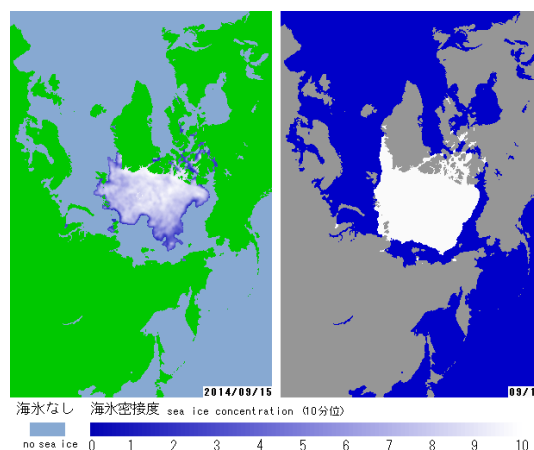 2014/09/15
09/1
海氷なし 海氷密接度 sea ice concentration (10分位)
no sea ice 0 1 2 3 4 5 6 7 8 9 10